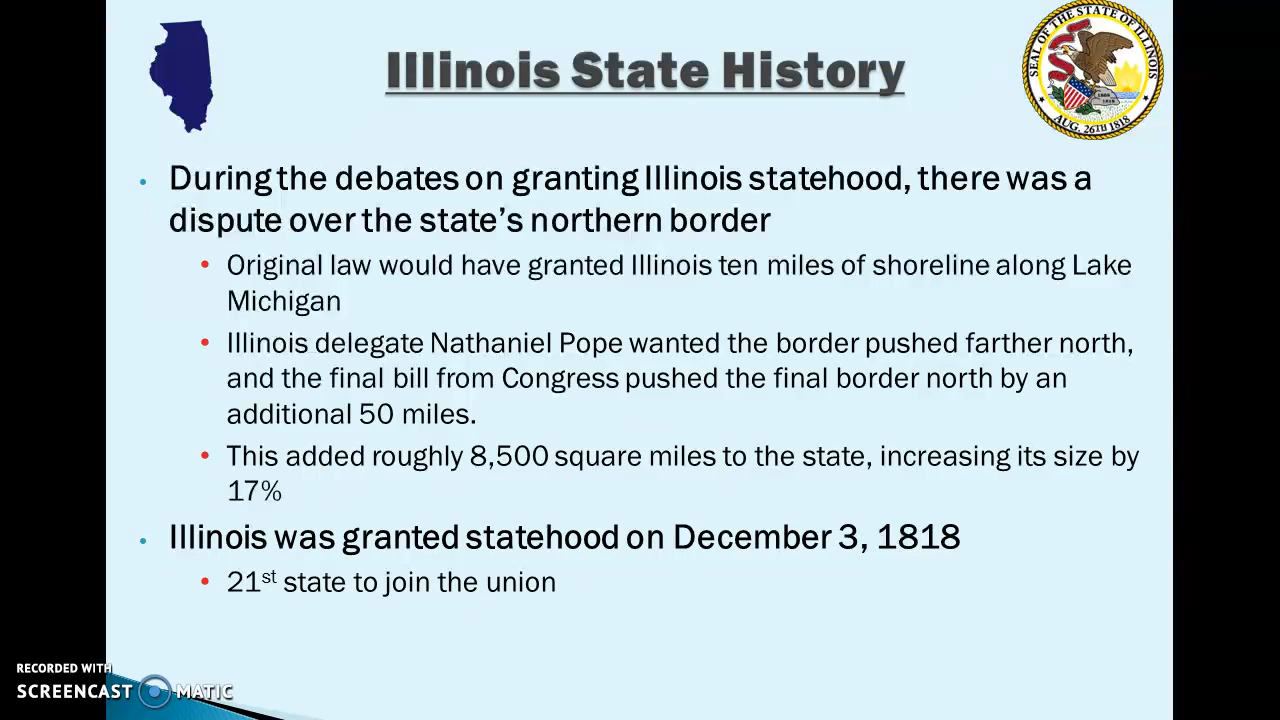 Illinois State History
SEAL OF THE STATE OF ILLINOIS
AUG. 26TH 1818
During the debates on granting Illinois statehood, there was a
dispute over the state’s northern border
Original law would have granted Illinois ten miles of shoreline along Lake
Michigan
Illinois delegate Nathaniel Pope wanted the border pushed farther north,
and the final bill from Congress pushed the final border north by an
additional 50 miles.
This added roughly 8,500 square miles to the state, increasing its size by
17%
Illinois was granted statehood on December 3, 1818
21st state to join the union
RECORDED WITH
SCREENCAST MATIC